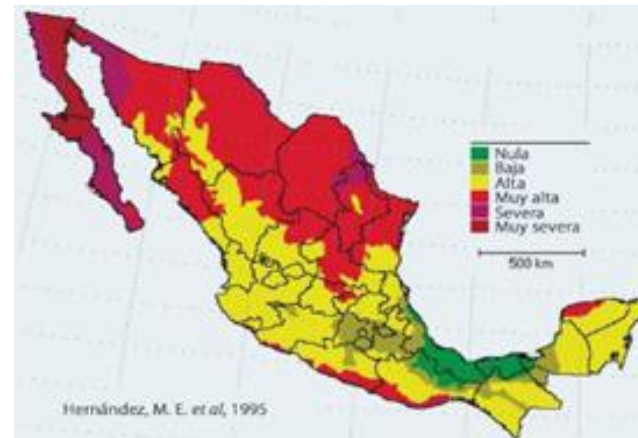 Nula
Baja
Alta
Muy alta
Severa
Muy severa
500 km
Hernández, M. E. et al, 1995